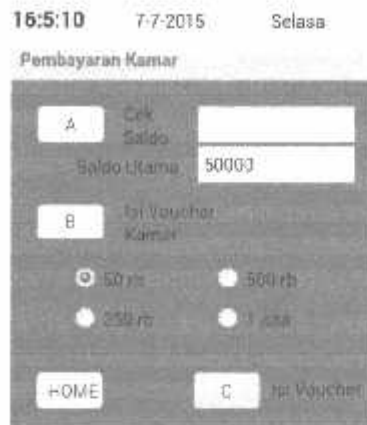 16:5:10 7-7-2015 Selasa
Pembayaran Kamar
A Cek Saldo
Saldo Utama 50000
B Isi Voucher Kamar
50 rb 500 rb
250 rb 1 Juta
HOME C Isi Voucher